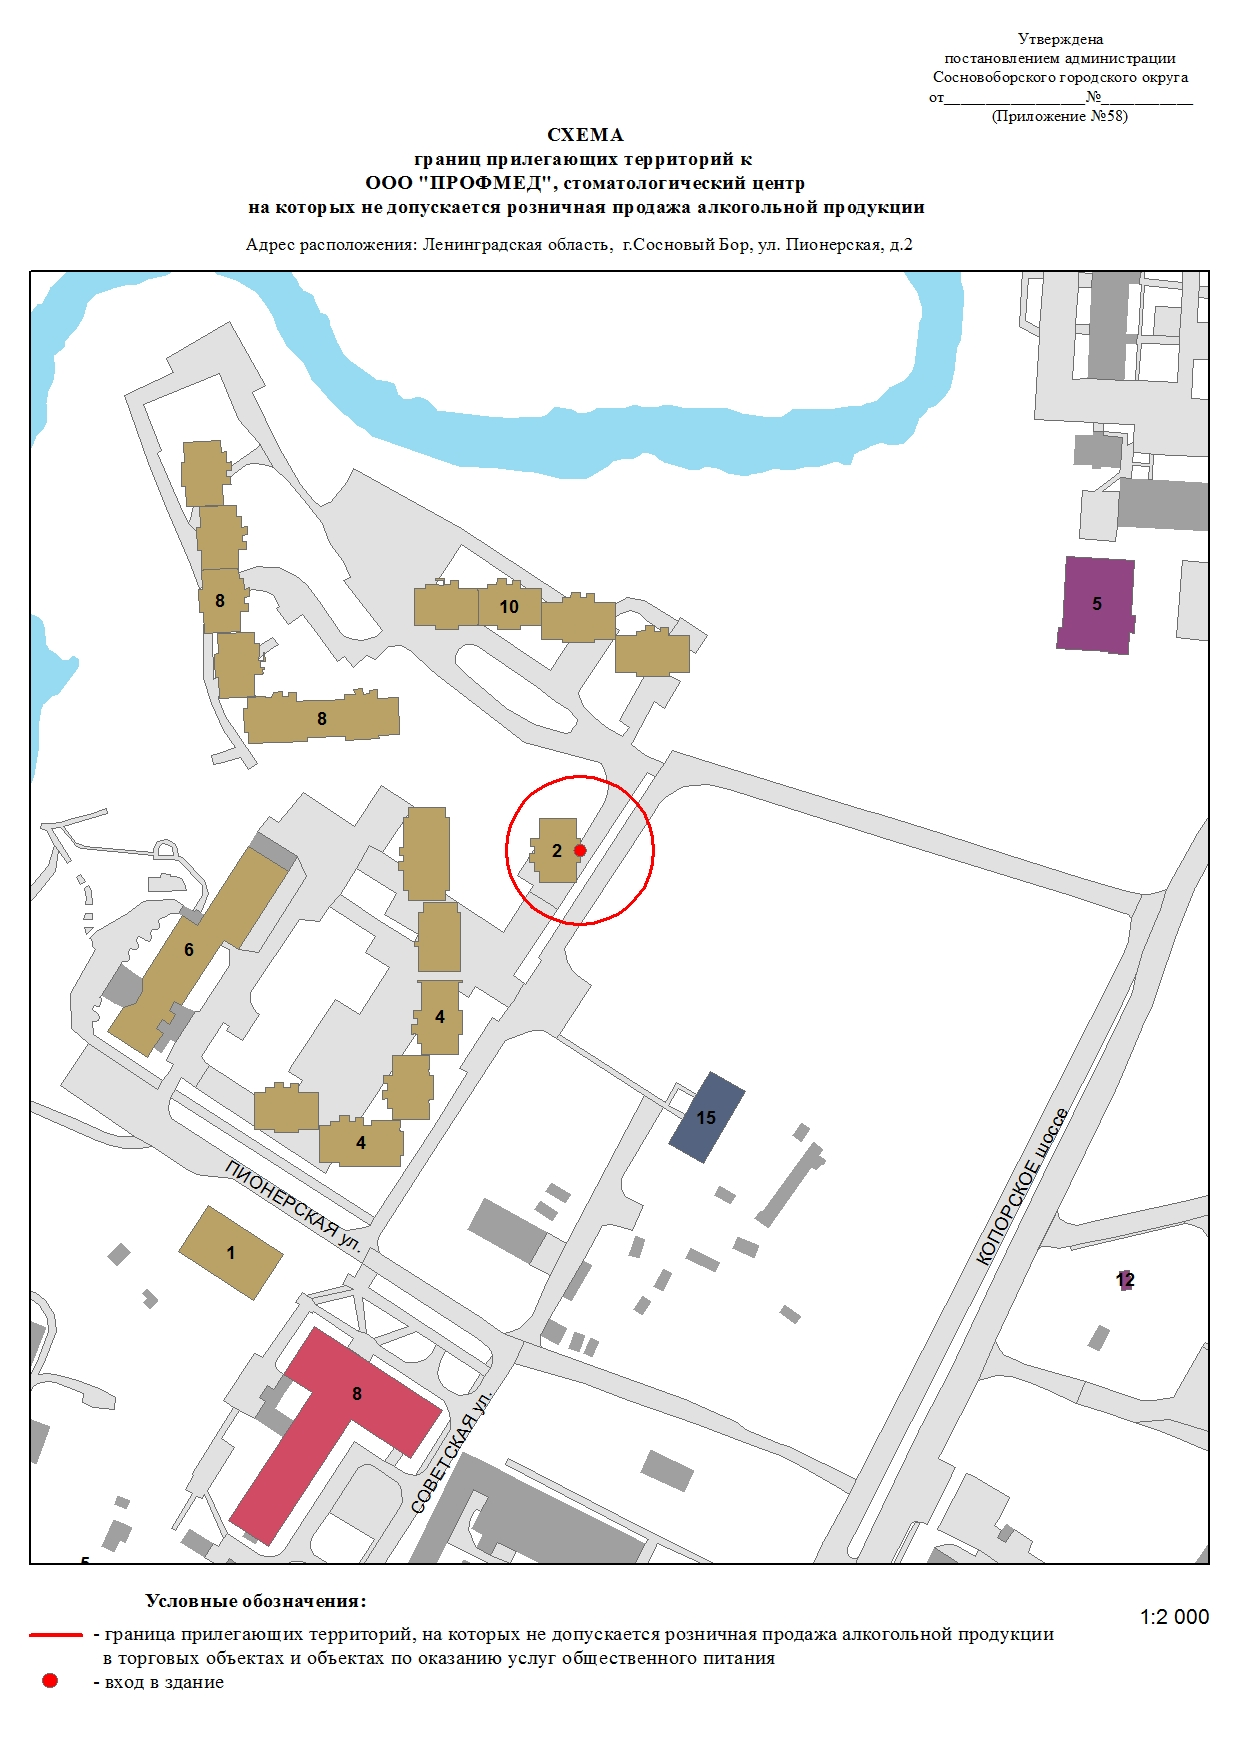 Утверждена
постановлением администрации
Сосновоборского городского округа
от_________________№___________
(Приложение №58)
СХЕМА
границ прилегающих территорий к
ООО "ПРОФМЕД", стоматологический центр
на которых не допускается розничная продажа алкогольной продукции
Адрес расположения: Ленинградская область, г.Сосновый Бор, ул. Пионерская, д.2
8
10
5
8
2
6
4
15
4
ПИОНЕРСКАЯ ул.
КОПОРСКОЕ шоссе
1
12
8
СОВЕТСКАЯ ул.
5
Условные обозначения:
1:2 000
- граница прилегающих территорий, на которых не допускается розничная продажа алкогольной продукции
в торговых объектах и объектах по оказанию услуг общественного питания
- вход в здание